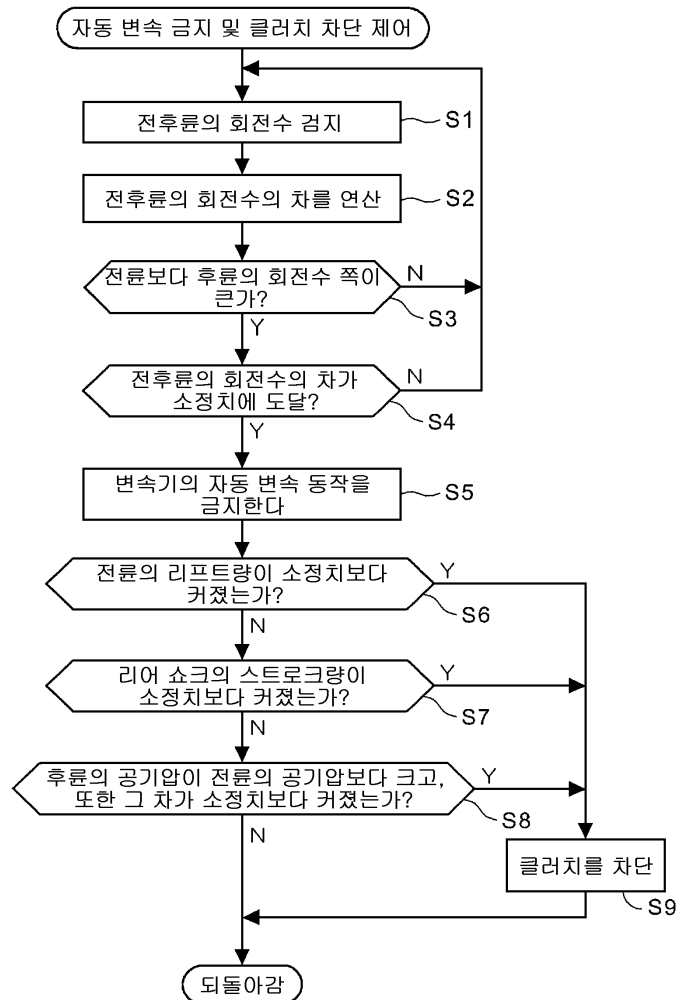 자동 변속 금지 및 클러치 차단 제어
전후륜의 회전수 검지
S1
전후륜의 회전수의 차를 연산
S2
전륜보다 후륜의 회전수 쪽이
큰가?
N
S3
Y
전후륜의 회전수의 차가
소정치에 도달?
N
S4
Y
변속기의 자동 변속 동작을
금지한다
S5
전륜의 리프트량이 소정치보다
커졌는가?
Y
S6
N
리어 쇼크의 스트로크량이
소정치보다 커졌는가?
Y
S7
N
후륜의 공기압이 전륜의 공기압보다 크고,
또한 그 차가 소정치보다 커졌는가?
Y
S8
N
클러치를 차단
S9
되돌아감